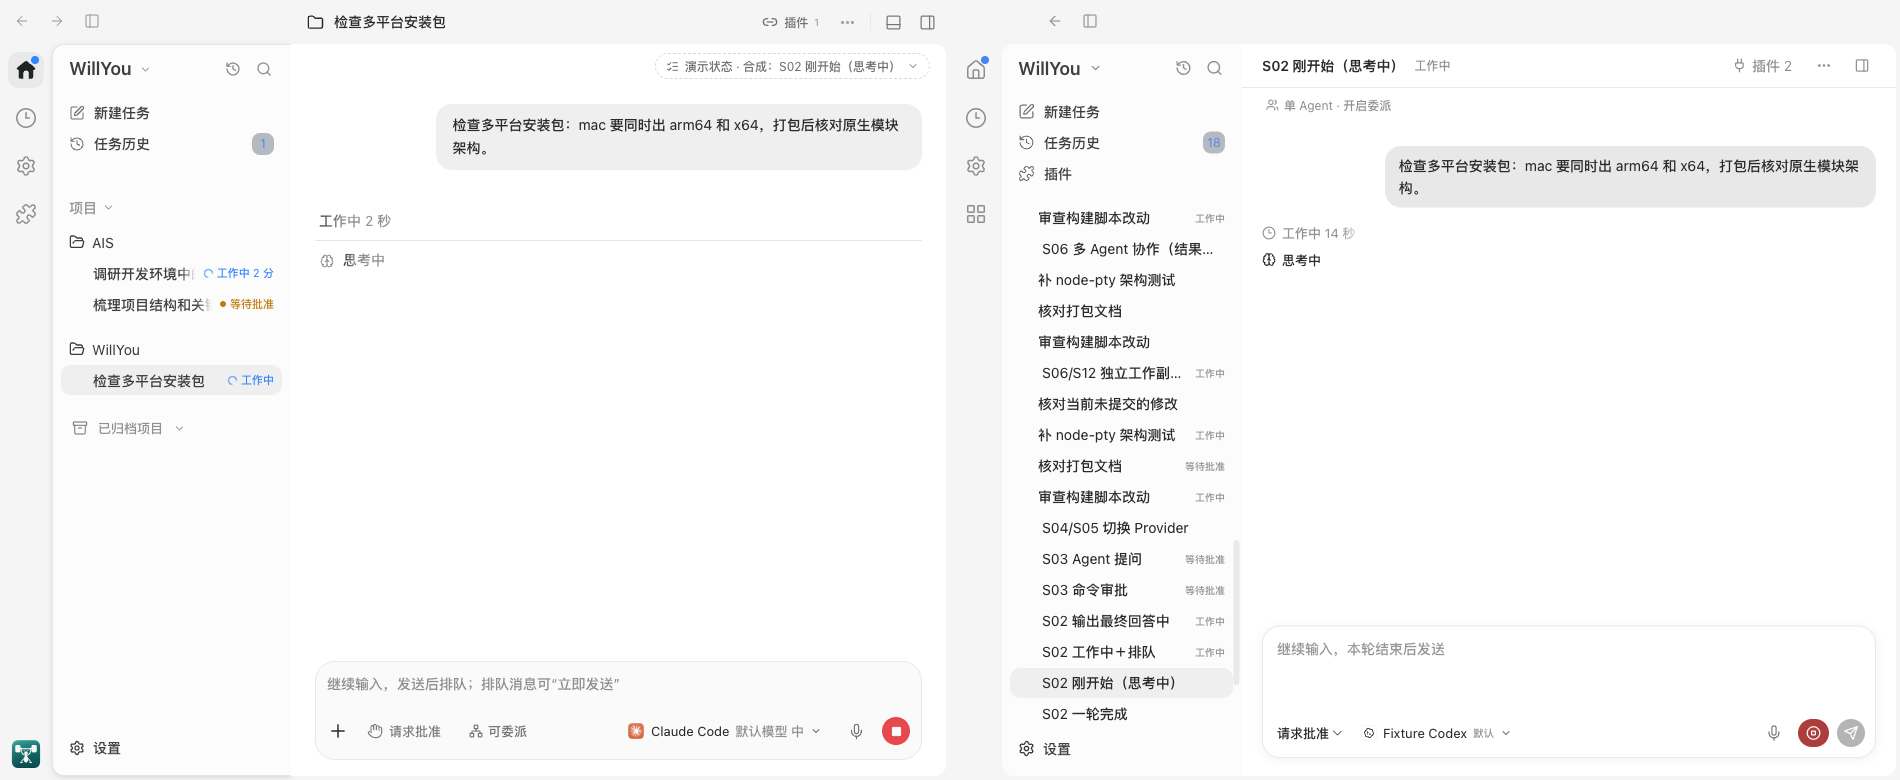 检查多平台安装包
插件 1
WillYou
新建任务
任务历史 1
项目
AIS
调研开发环境中 工作中 2 分
梳理项目结构和关 等待批准
WillYou
检查多平台安装包 工作中
已归档项目
设置
演示状态 · 合成：S02 刚开始（思考中）
检查多平台安装包：mac 要同时出 arm64 和 x64，打包后核对原生模块
架构。
工作中 2 秒
思考中
继续输入，发送后排队；排队消息可“立即发送”
请求批准 可委派 Claude Code 默认模型 中
WillYou
新建任务
任务历史 18
插件
审查构建脚本改动 工作中
S06 多 Agent 协作（结果...
补 node-pty 架构测试
核对打包文档
审查构建脚本改动
S06/S12 独立工作副... 工作中
核对当前未提交的修改
补 node-pty 架构测试 工作中
核对打包文档 等待批准
审查构建脚本改动 工作中
S04/S05 切换 Provider
S03 Agent 提问 等待批准
S03 命令审批 等待批准
S02 输出最终回答中 工作中
S02 工作中＋排队 工作中
S02 刚开始（思考中）
S02 一轮完成
设置
S02 刚开始（思考中） 工作中
插件 2
单 Agent · 开启委派
检查多平台安装包：mac 要同时出 arm64 和 x64，打包后核对原生模块架
构。
工作中 14 秒
思考中
继续输入，本轮结束后发送
请求批准 Fixture Codex 默认